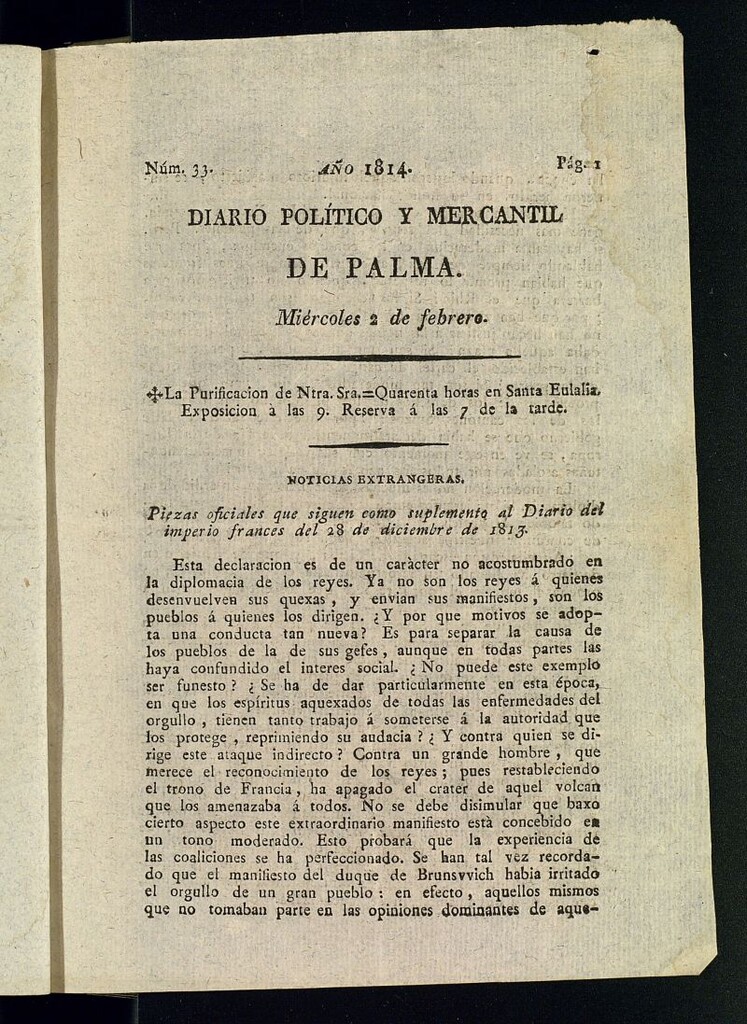 Núm. 33. AÑO 1814. Pág. 1
DIARIO POLÍTICO Y MERCANTIL
DE PALMA.
Miércoles 2 de febrero.
✣La Purificacion de Ntra. Sra.=Quarenta horas en Santa Eulalia.
Exposicion à las 9. Reserva á las 7 de la tarde.
NOTICIAS EXTRANGERAS.
Piezas oficiales que siguen como suplemento al Diario del
imperio frances del 28 de diciembre de 1813.
Esta declaracion es de un caràcter no acostumbrado en
la diplomacia de los reyes. Ya no son los reyes á quienes
desenvuelven sus quexas, y envian sus manifiestos, son los
pueblos á quienes los dirigen. ¿Y por que motivos se adop-
ta una conducta tan nueva? Es para separar la causa de
los pueblos de la de sus gefes, aunque en todas partes las
haya confundido el interes social. ¿No puede este exemplo
ser funesto? ¿Se ha de dar particularmente en esta época,
en que los espíritus aquexados de todas las enfermedades del
orgullo, tienen tanto trabajo á someterse á la autoridad que
los protege, reprimiendo su audacia? ¿Y contra quien se di-
rige este ataque indirecto? Contra un grande hombre, que
merece el reconocimiento de los reyes; pues restableciendo
el trono de Francia, ha apagado el crater de aquel volcan
que los amenazaba á todos. No se debe disimular que baxo
cierto aspecto este extraordinario manifiesto està concebido en
un tono moderado. Esto probará que la experiencia de
las coaliciones se ha perfeccionado. Se han tal vez recorda-
do que el manifiesto del duque de Brunsvvich habia irritado
el orgullo de un gran pueblo: en efecto, aquellos mismos
que no tomaban parte en las opiniones dominantes de aque-